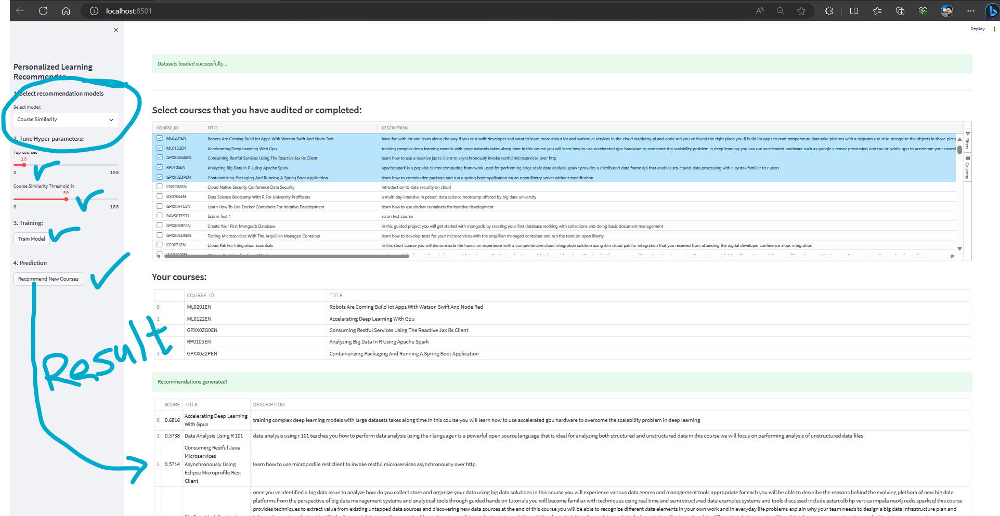 localhost:8501
Deploy
Personalized Learning
Recommender
1. Select recommendation models
Select model:
Course Similarity
2. Tune Hyper-parameters:
Top courses
10
0 100
Course Similarity Threshold %
50
0 100
3. Training:
Train Model
4. Prediction
Recommend New Courses
Result
Datasets loaded successfully...
Select courses that you have audited or completed:
COURSE_ID TITLE DESCRIPTION
ML0201EN Robots Are Coming Build Iot Apps With Watson Swift And Node Red have fun with iot and learn along the way if you re a swift developer and want to learn more about iot and watson ai services in the cloud raspberry pi and node red you ve found the right place you ll build iot apps to read temperature data take pictures with a raspcam use ai to recognize the objects in those pictu
ML0122EN Accelerating Deep Learning With Gpu training complex deep learning models with large datasets takes along time in this course you will learn how to use accelerated gpu hardware to overcome the scalability problem in deep learning you can use accelerated hardware such as google s tensor processing unit tpu or nvidia gpu to accelerate your convol
GPXX0ZG0EN Consuming Restful Services Using The Reactive Jax Rs Client learn how to use a reactive jax rs client to asynchronously invoke restful microservices over http
RP0105EN Analyzing Big Data In R Using Apache Spark apache spark is a popular cluster computing framework used for performing large scale data analysis sparkr provides a distributed data frame api that enables structured data processing with a syntax familiar to r users
GPXX0Z2PEN Containerizing Packaging And Running A Spring Boot Application learn how to containerize package and run a spring boot application on an open liberty server without modification
CNSC02EN Cloud Native Security Conference Data Security introduction to data security on cloud
DX0106EN Data Science Bootcamp With R For University Proffesors a multi day intensive in person data science bootcamp offered by big data university
GPXX0FTCEN Learn How To Use Docker Containers For Iterative Development learn how to use docker containers for iterative development
RAVSCTEST1 Scorm Test 1 scron test course
GPXX06RFEN Create Your First Mongodb Database in this guided project you will get started with mongodb by creating your first database working with collections and doing basic document management
GPXX0SDXEN Testing Microservices With The Arquillian Managed Container learn how to develop tests for your microservices with the arquillian managed container and run the tests on open liberty
CC0271EN Cloud Pak For Integration Essentials in this short course you will demonstrate the hands on experience with a comprehensive cloud integration solution using ibm cloud pak for integration that you received from attending the digital developer conference aiops integration
Filters
Columns
Your courses:
COURSE_ID TITLE
0 ML0201EN Robots Are Coming Build Iot Apps With Watson Swift And Node Red
1 ML0122EN Accelerating Deep Learning With Gpu
GPXX0ZG0EN Consuming Restful Services Using The Reactive Jax Rs Client
RP0105EN Analyzing Big Data In R Using Apache Spark
4 GPXX0Z2PEN Containerizing Packaging And Running A Spring Boot Application
Recommendations generated!
SCORE TITLE DESCRIPTION
0 0.6816 Accelerating Deep Learning With Gpus training complex deep learning models with large datasets takes along time in this course you will learn how to use accelerated gpu hardware to overcome the scalability problem in deep learning
1 0.5738 Data Analysis Using R 101 data analysis using r 101 teaches you how to perform data analysis using the r language r is a powerful open source language that is ideal for analyzing both structured and unstructured data in this course we will focus on performing analysis of unstructured data files
Consuming Restful Java
Microservices
2 0.5714 Asynchronously Using learn how to use microprofile rest client to invoke restful microservices asynchronously over http
Eclipse Microprofile Rest
Client
once you ve identified a big data issue to analyze how do you collect store and organize your data using big data solutions in this course you will experience various data genres and management tools appropriate for each you will be able to describe the reasons behind the evolving plethora of new big data
platforms from the perspective of big data management systems and analytical tools through guided hands on tutorials you will become familiar with techniques using real time and semi structured data examples systems and tools discussed include asterixdb hp vertica impala neo4j redis sparksql this course
provides techniques to extract value from existing untapped data sources and discovering new data sources at the end of this course you will be able to recognize different data elements in your own work and in everyday life problems explain why your team needs to design a big data infrastructure plan and